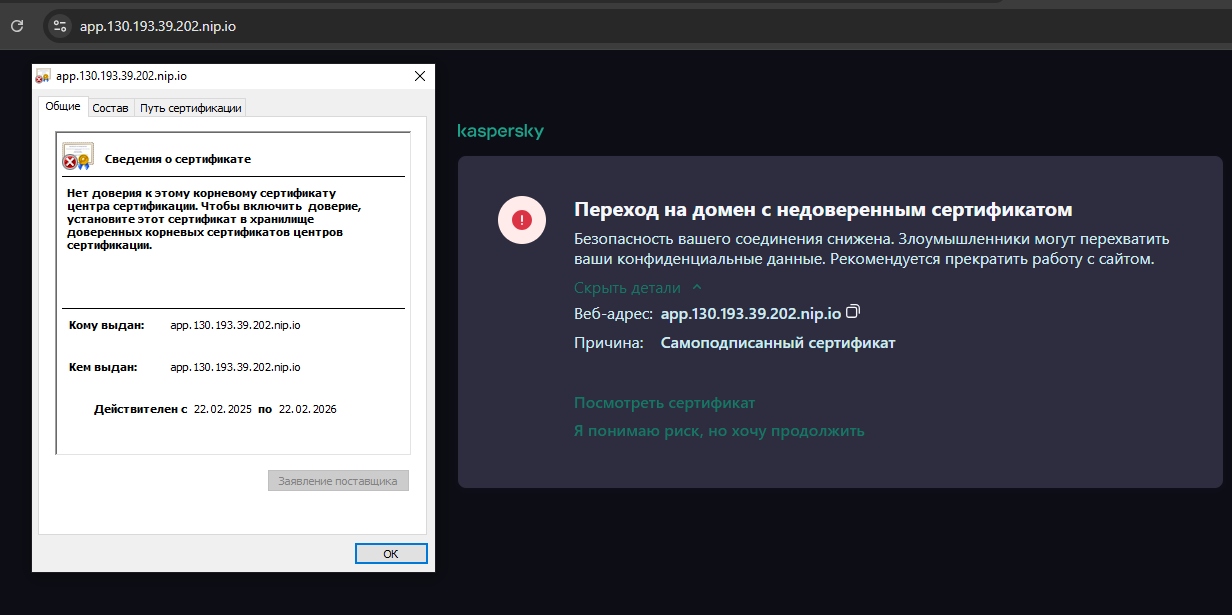 app.130.193.39.202.nip.io
app.130.193.39.202.nip.io
Общие
Состав
Путь сертификации
Сведения о сертификате
Нет доверия к этому корневому сертификату
центра сертификации. Чтобы включить доверие,
установите этот сертификат в хранилище
доверенных корневых сертификатов центров
сертификации.
Кому выдан: app.130.193.39.202.nip.io
Кем выдан: app.130.193.39.202.nip.io
Действителен с 22.02.2025 по 22.02.2026
Заявление поставщика
ОК
kaspersky
Переход на домен с недоверенным сертификатом
Безопасность вашего соединения снижена. Злоумышленники могут перехватить
ваши конфиденциальные данные. Рекомендуется прекратить работу с сайтом.
Скрыть детали
Веб-адрес: app.130.193.39.202.nip.io
Причина: Самоподписанный сертификат
Посмотреть сертификат
Я понимаю риск, но хочу продолжить